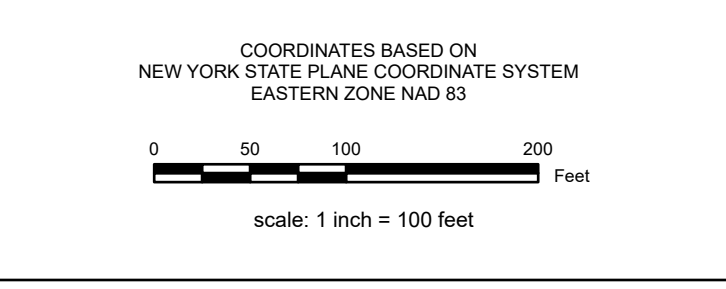 COORDINATES BASED ON
NEW YORK STATE PLANE COORDINATE SYSTEM
EASTERN ZONE NAD 83
0 50 100 200
Feet
scale: 1 inch = 100 feet